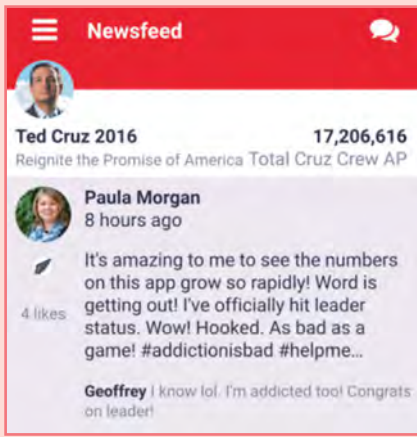 Newsfeed
Ted Cruz 2016 17,206,616
Reignite the Promise of America Total Cruz Crew AP
Paula Morgan
8 hours ago
It's amazing to me to see the numbers
on this app grow so rapidly! Word is
getting out! I've officially hit leader
status. Wow! Hooked. As bad as a
game! #addictionisbad #helpme...
4 likes
Geoffrey I know lol. I'm addicted too! Congrats
on leader!